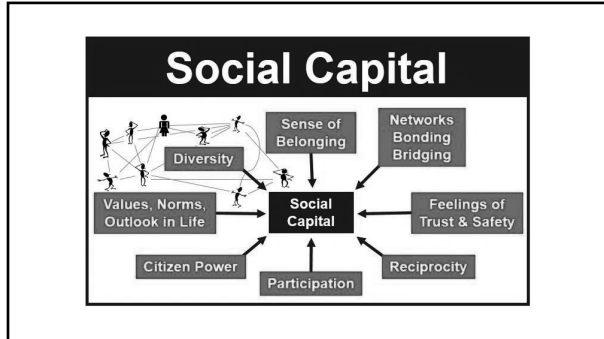 Social Capital
Sense of
Belonging
Networks
Bonding
Bridging
Diversity
Values, Norms,
Outlook in Life
Social
Capital
Feelings of
Trust & Safety
Citizen Power
Participation
Reciprocity